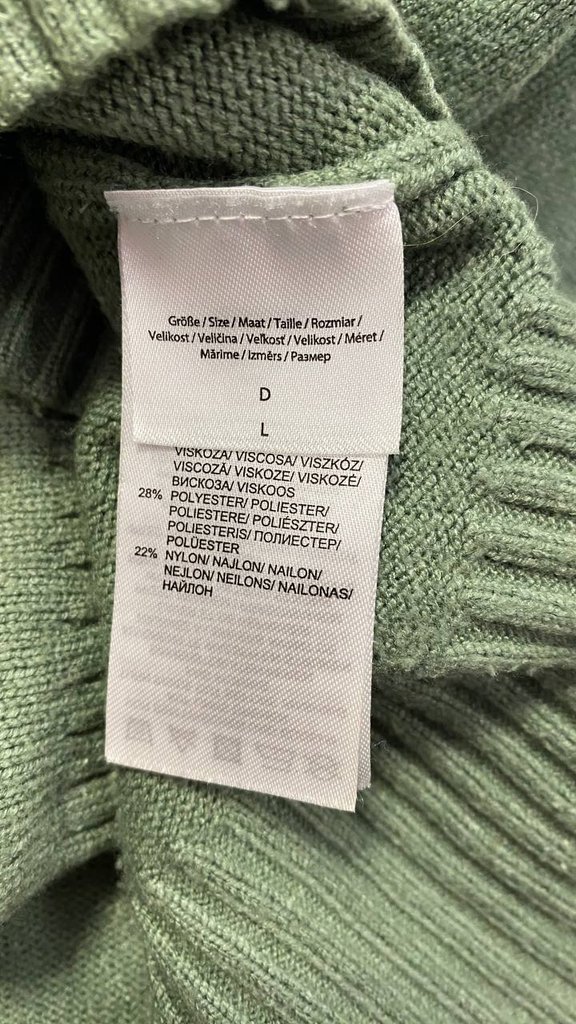 Größe / Size / Maat / Taille / Rozmiar /
Velikost / Veličina / Veľkosť / Velikost / Méret /
Mărime / Izmērs / Размер
D
L
VISKOZA/ VISCOSA/ VISZKÓZ/
VISCOZĂ/ VISKOZE/ VISKOZĖ/
ВИСКОЗА/ VISKOOS
28% POLYESTER/ POLIESTER/
POLIESTERE/ POLIÉSZTER/
POLIESTERIS/ ПОЛИЕСТЕР/
POLÜESTER
22% NYLON/ NAJLON/ NAILON/
NEJLON/ NEILONS/ NAILONAS/
НАЙЛОН